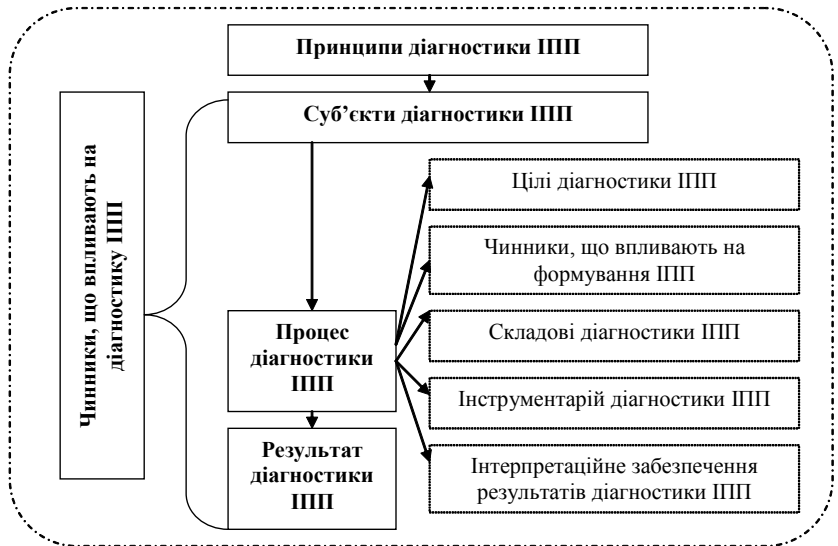 Принципи діагностики ІПП
Суб’єкти діагностики ІПП
Чинники, що впливають на
діагностику ІПП
Цілі діагностики ІПП
Чинники, що впливають на
формування ІПП
Процес
діагностики
ІПП
Складові діагностики ІПП
Інструментарій діагностики ІПП
Результат
діагностики
ІПП
Інтерпретаційне забезпечення
результатів діагностики ІПП